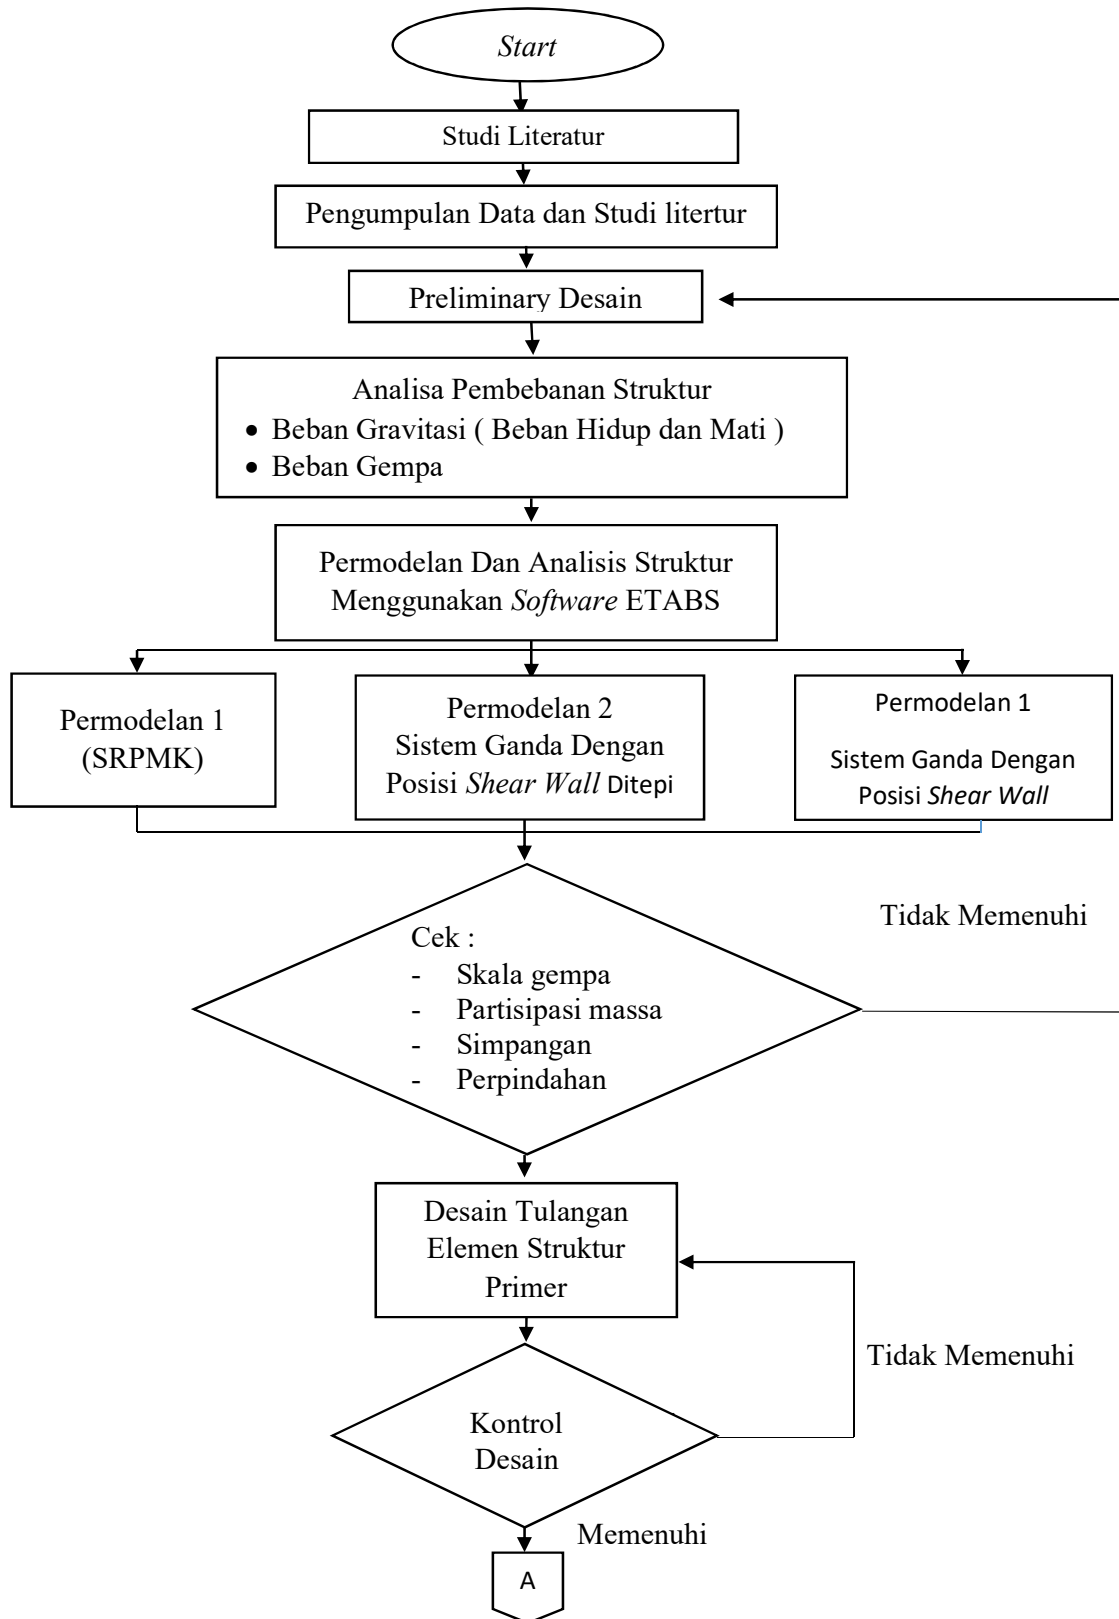 Start
Studi Literatur
Pengumpulan Data dan Studi litertur
Preliminary Desain
Analisa Pembebanan Struktur
• Beban Gravitasi ( Beban Hidup dan Mati )
• Beban Gempa
Permodelan Dan Analisis Struktur
Menggunakan Software ETABS
Permodelan 1
(SRPMK)
Permodelan 2
Sistem Ganda Dengan
Posisi Shear Wall Ditepi
Permodelan 1
Sistem Ganda Dengan
Posisi Shear Wall
Tidak Memenuhi
Cek :
- Skala gempa
- Partisipasi massa
- Simpangan
- Perpindahan
Desain Tulangan
Elemen Struktur
Primer
Tidak Memenuhi
Kontrol
Desain
Memenuhi
A